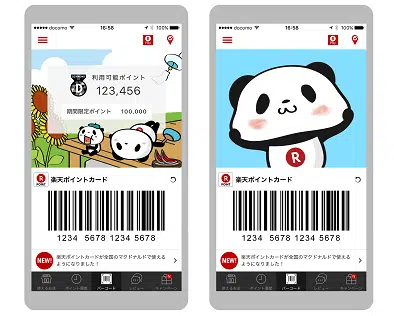 docomo
16:58
利用可能ポイント
D
123,456
期間限定ポイント 100,000
R
POINT
楽天ポイントカード
1234 5678 1234 5678
NEW!
楽天ポイントカードが全国のマクドナルドで使える
ようになりました!
バーコード
docomo
16:58
R
R
POINT
楽天ポイントカード
1234 5678 1234 5678
NEW!
楽天ポイントカードが全国のマクドナルドで使える
ようになりました!
バーコード